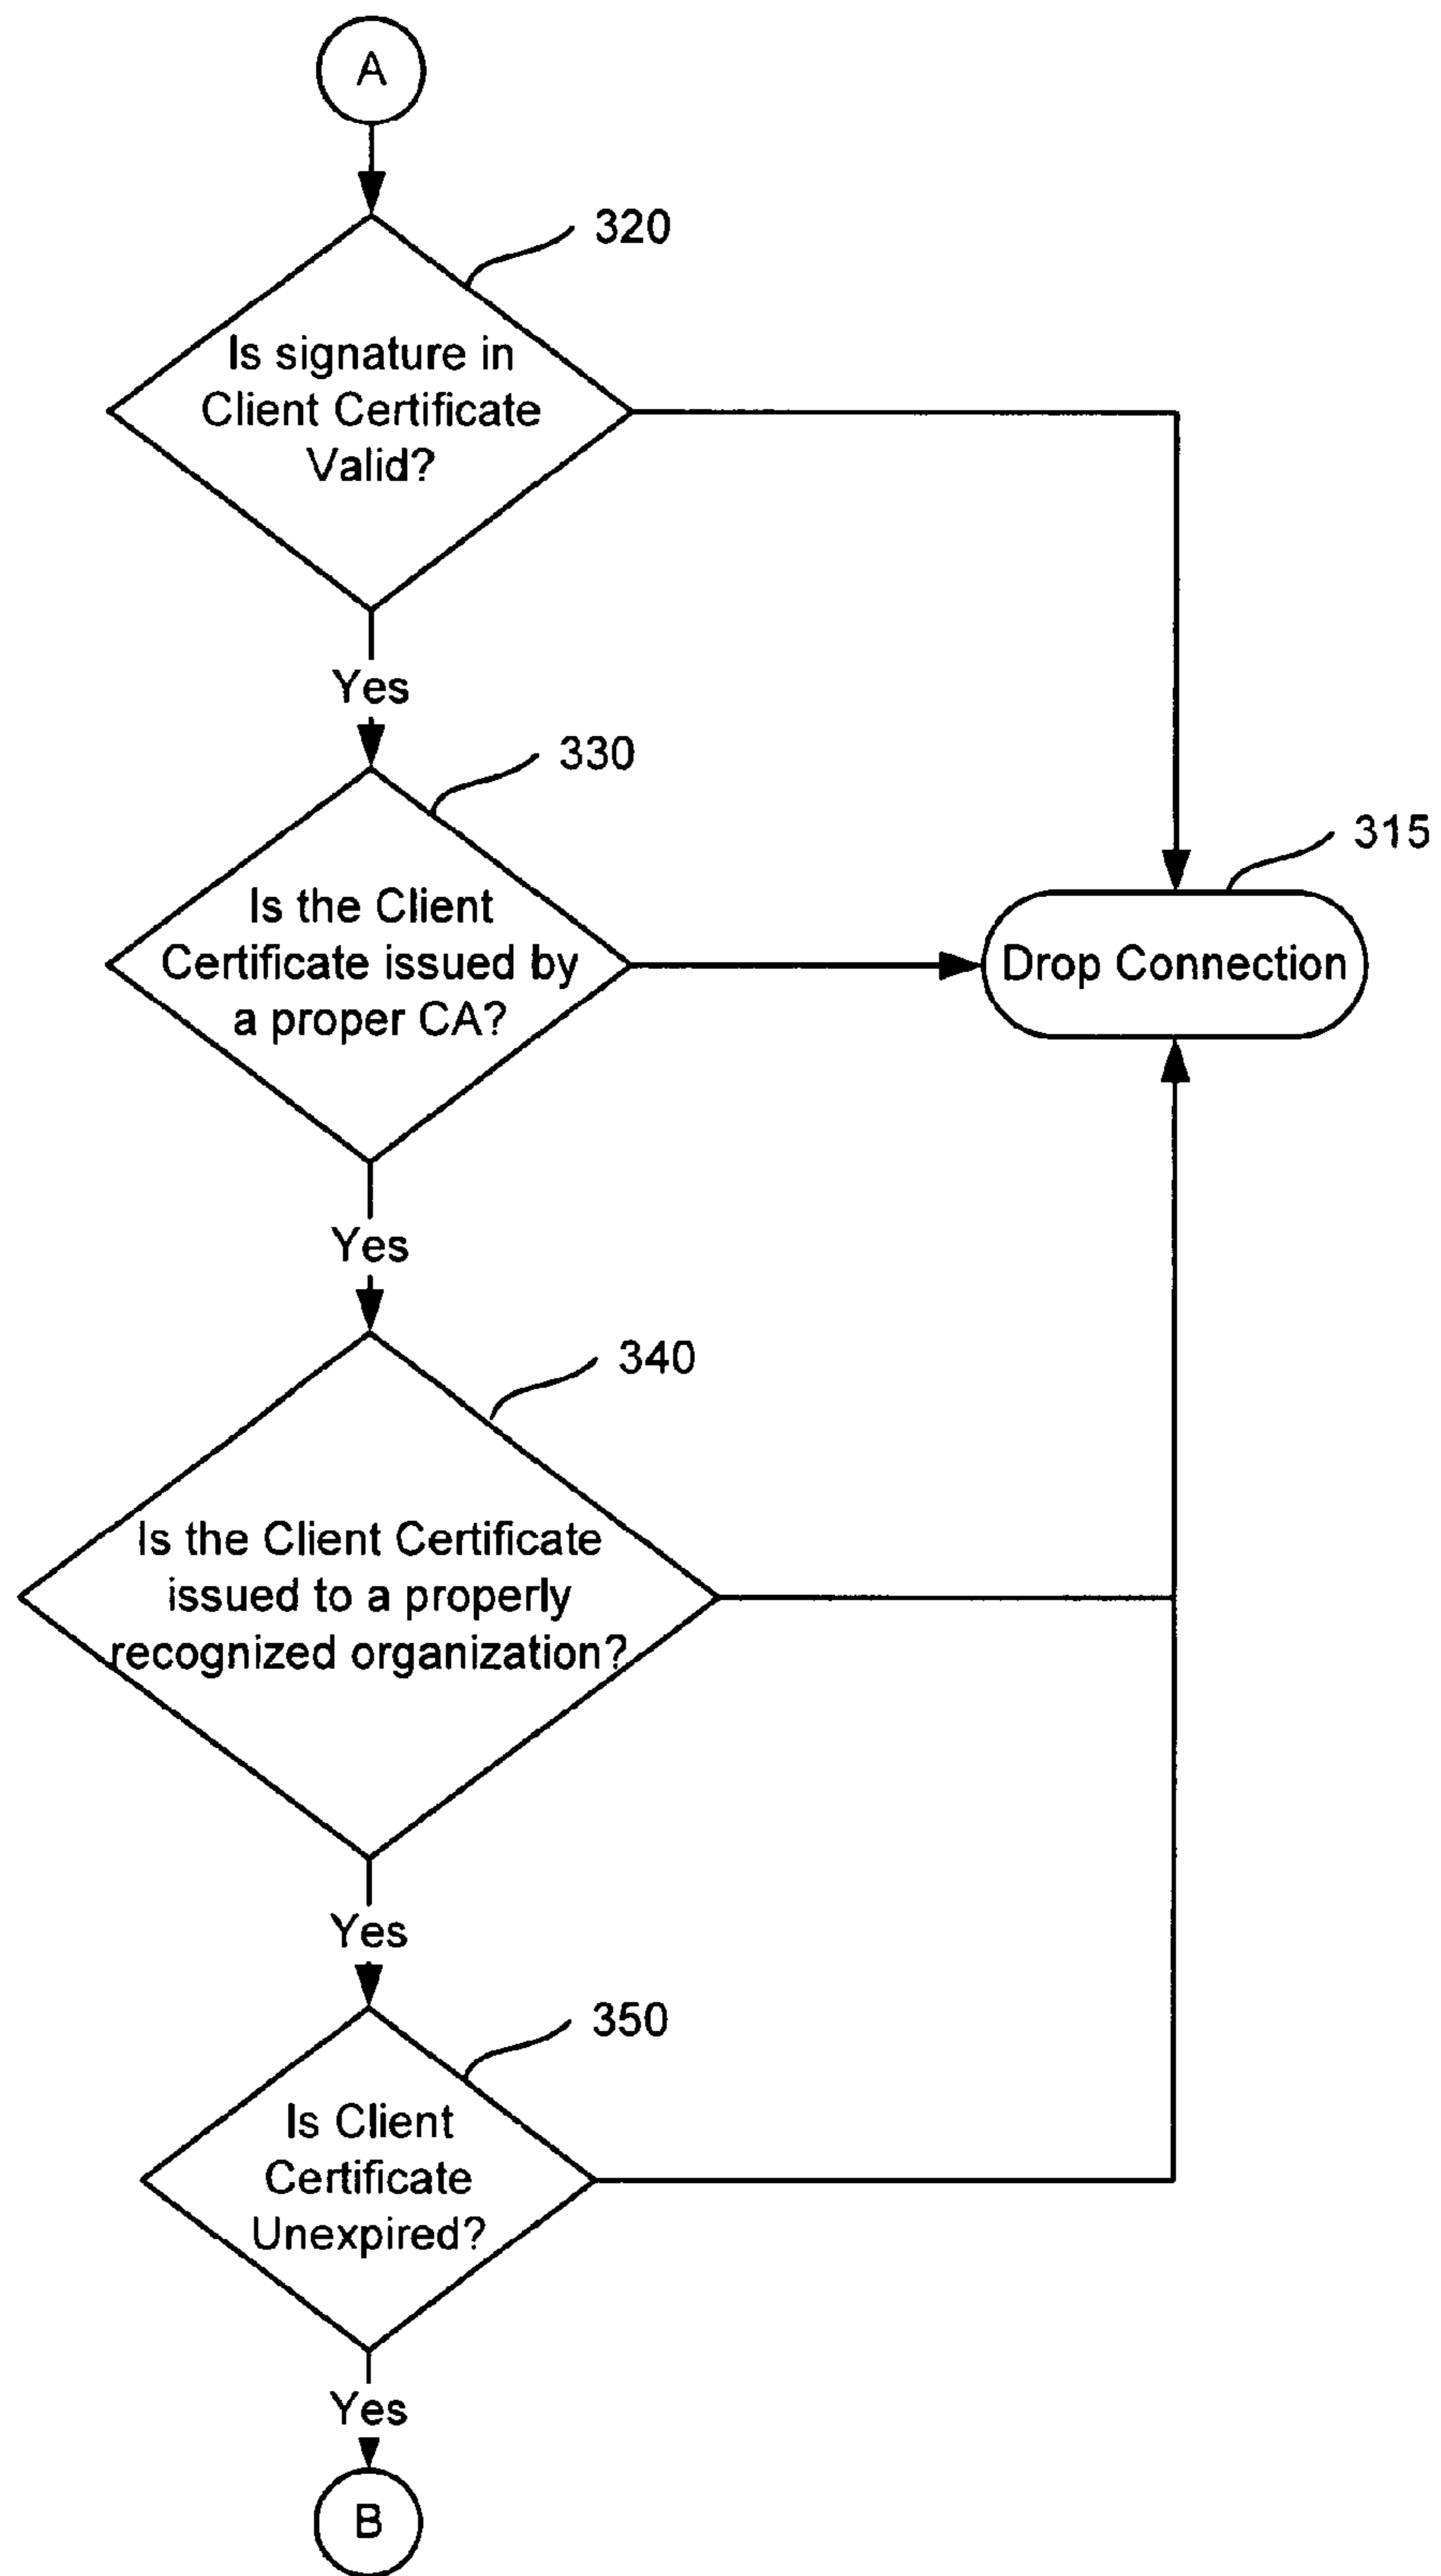 A
320
Is signature in
Client Certificate
Valid?
Yes
330
Is the Client
Certificate issued by
a proper CA?
315
Drop Connection
Yes
340
Is the Client Certificate
issued to a properly
recognized organization?
Yes
350
Is Client
Certificate
Unexpired?
Yes
B